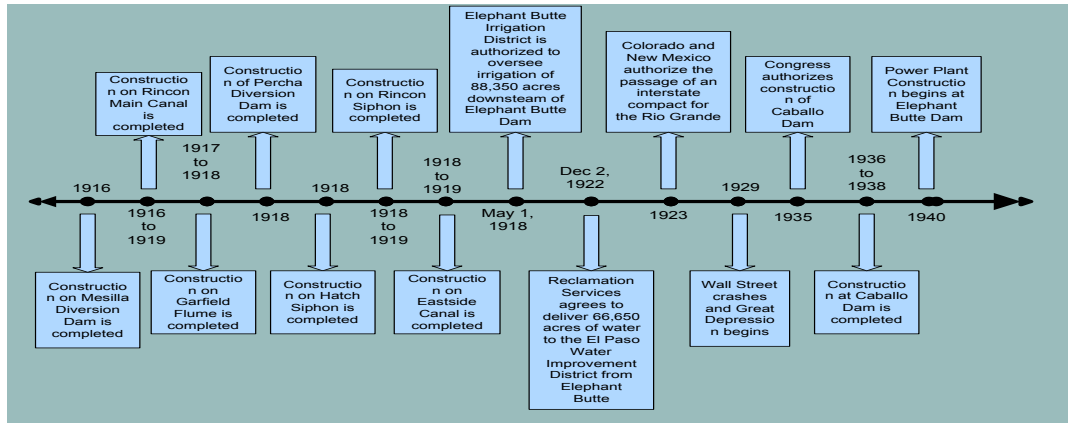 Constructio
n on Rincon
Main Canal
is
completed
Constructio
n of Percha
Diversion
Dam is
completed
Constructio
n on Rincon
Siphon is
completed
Elephant Butte
Irrigation
District is
authorized to
oversee
irrigation of
88,350 acres
downsteam of
Elephant Butte
Dam
Colorado and
New Mexico
authorize the
passage of an
interstate
compact for
the Rio Grande
Congress
authorizes
constructio
n of
Caballo
Dam
Power Plant
Constructio
n begins at
Elephant
Butte Dam
1916
1916
to
1919
1917
to
1918
1918
1918
1918
to
1919
1918
to
1919
May 1,
1918
Dec 2,
1922
1923
1929
1935
1936
to
1938
1940
Constructio
n on Mesilla
Diversion
Dam is
completed
Constructio
n on
Garfield
Flume is
completed
Constructio
n on Hatch
Siphon is
completed
Constructio
n on
Eastside
Canal is
completed
Reclamation
Services
agrees to
deliver 66,650
acres of water
to the El Paso
Water
Improvement
District from
Elephant
Butte
Wall Street
crashes
and Great
Depressio
n begins
Constructio
n at Caballo
Dam is
completed